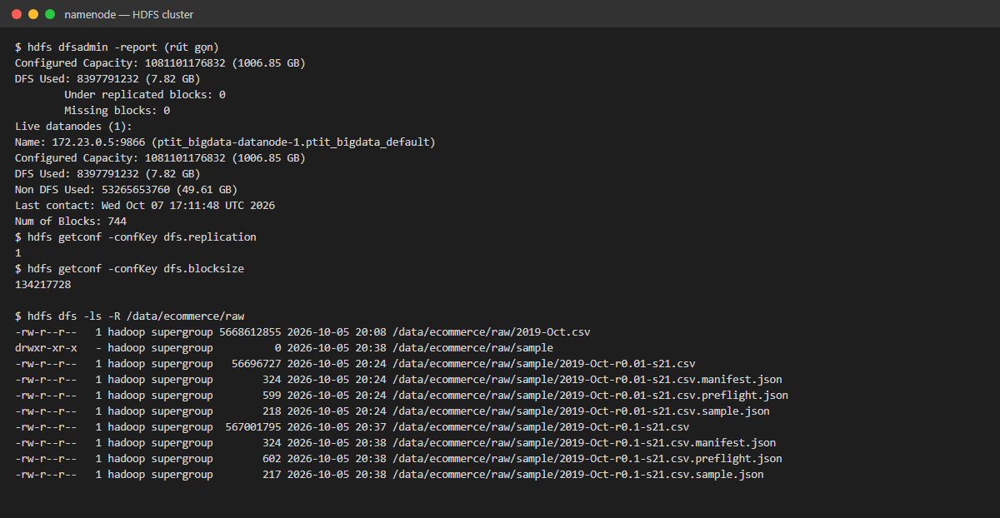 namenode — HDFS cluster
$ hdfs dfsadmin -report (rút gọn)
Configured Capacity: 1081101176832 (1006.85 GB)
DFS Used: 8397791232 (7.82 GB)
Under replicated blocks: 0
Missing blocks: 0
Live datanodes (1):
Name: 172.23.0.5:9866 (ptit_bigdata-datanode-1.ptit_bigdata_default)
Configured Capacity: 1081101176832 (1006.85 GB)
DFS Used: 8397791232 (7.82 GB)
Non DFS Used: 53265653760 (49.61 GB)
Last contact: Wed Oct 07 17:11:48 UTC 2026
Num of Blocks: 744
$ hdfs getconf -confKey dfs.replication
1
$ hdfs getconf -confKey dfs.blocksize
134217728
$ hdfs dfs -ls -R /data/ecommerce/raw
-rw-r--r--   1 hadoop supergroup 5668612855 2026-10-05 20:08 /data/ecommerce/raw/2019-Oct.csv
drwxr-xr-x   - hadoop supergroup          0 2026-10-05 20:38 /data/ecommerce/raw/sample
-rw-r--r--   1 hadoop supergroup   56696727 2026-10-05 20:24 /data/ecommerce/raw/sample/2019-Oct-r0.01-s21.csv
-rw-r--r--   1 hadoop supergroup        324 2026-10-05 20:24 /data/ecommerce/raw/sample/2019-Oct-r0.01-s21.csv.manifest.json
-rw-r--r--   1 hadoop supergroup        599 2026-10-05 20:24 /data/ecommerce/raw/sample/2019-Oct-r0.01-s21.csv.preflight.json
-rw-r--r--   1 hadoop supergroup        218 2026-10-05 20:24 /data/ecommerce/raw/sample/2019-Oct-r0.01-s21.csv.sample.json
-rw-r--r--   1 hadoop supergroup  567001795 2026-10-05 20:37 /data/ecommerce/raw/sample/2019-Oct-r0.1-s21.csv
-rw-r--r--   1 hadoop supergroup        324 2026-10-05 20:38 /data/ecommerce/raw/sample/2019-Oct-r0.1-s21.csv.manifest.json
-rw-r--r--   1 hadoop supergroup        602 2026-10-05 20:38 /data/ecommerce/raw/sample/2019-Oct-r0.1-s21.csv.preflight.json
-rw-r--r--   1 hadoop supergroup        217 2026-10-05 20:38 /data/ecommerce/raw/sample/2019-Oct-r0.1-s21.csv.sample.json